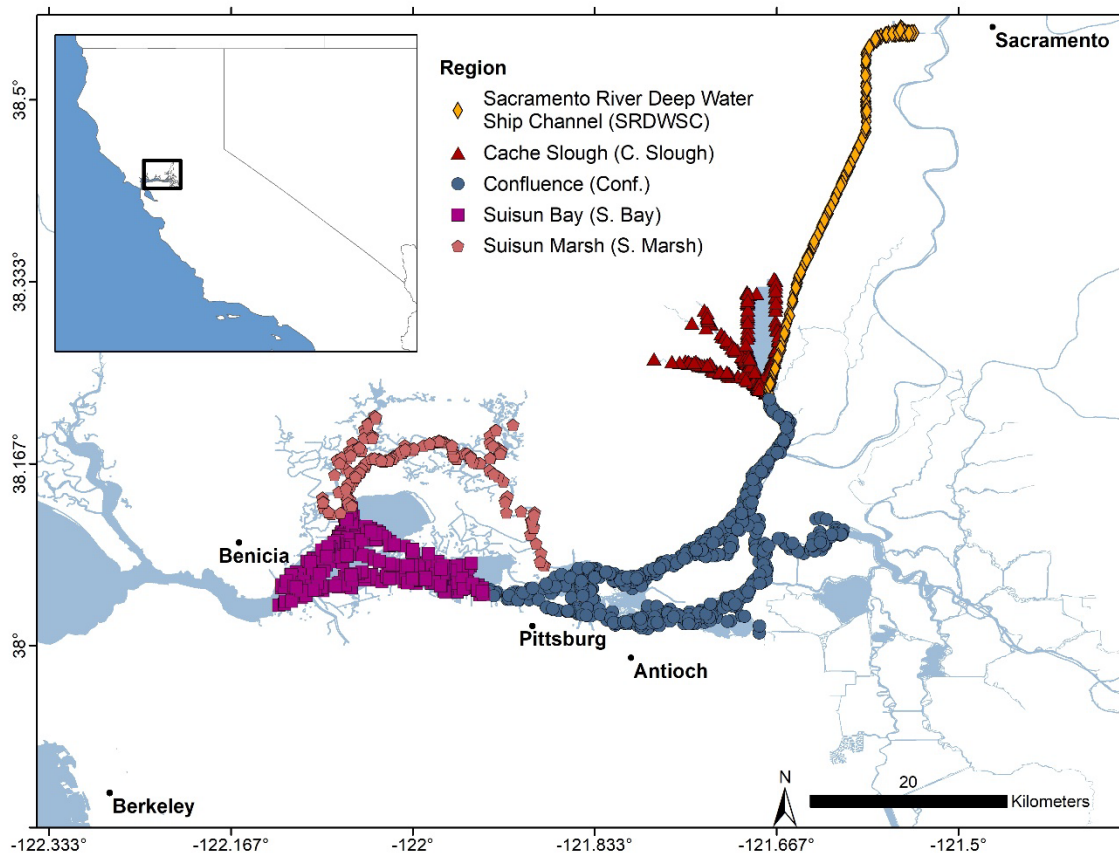 Sacramento
Region
Sacramento River Deep Water
Ship Channel (SRDWSC)
Cache Slough (C. Slough)
Confluence (Conf.)
Suisun Bay (S. Bay)
Suisun Marsh (S. Marsh)
38.5°
38.333°
38.167°
38°
Benicia
Pittsburg
Antioch
Berkeley
N
20
Kilometers
-122.333°
-122.167°
-122°
-121.833°
-121.667°
-121.5°